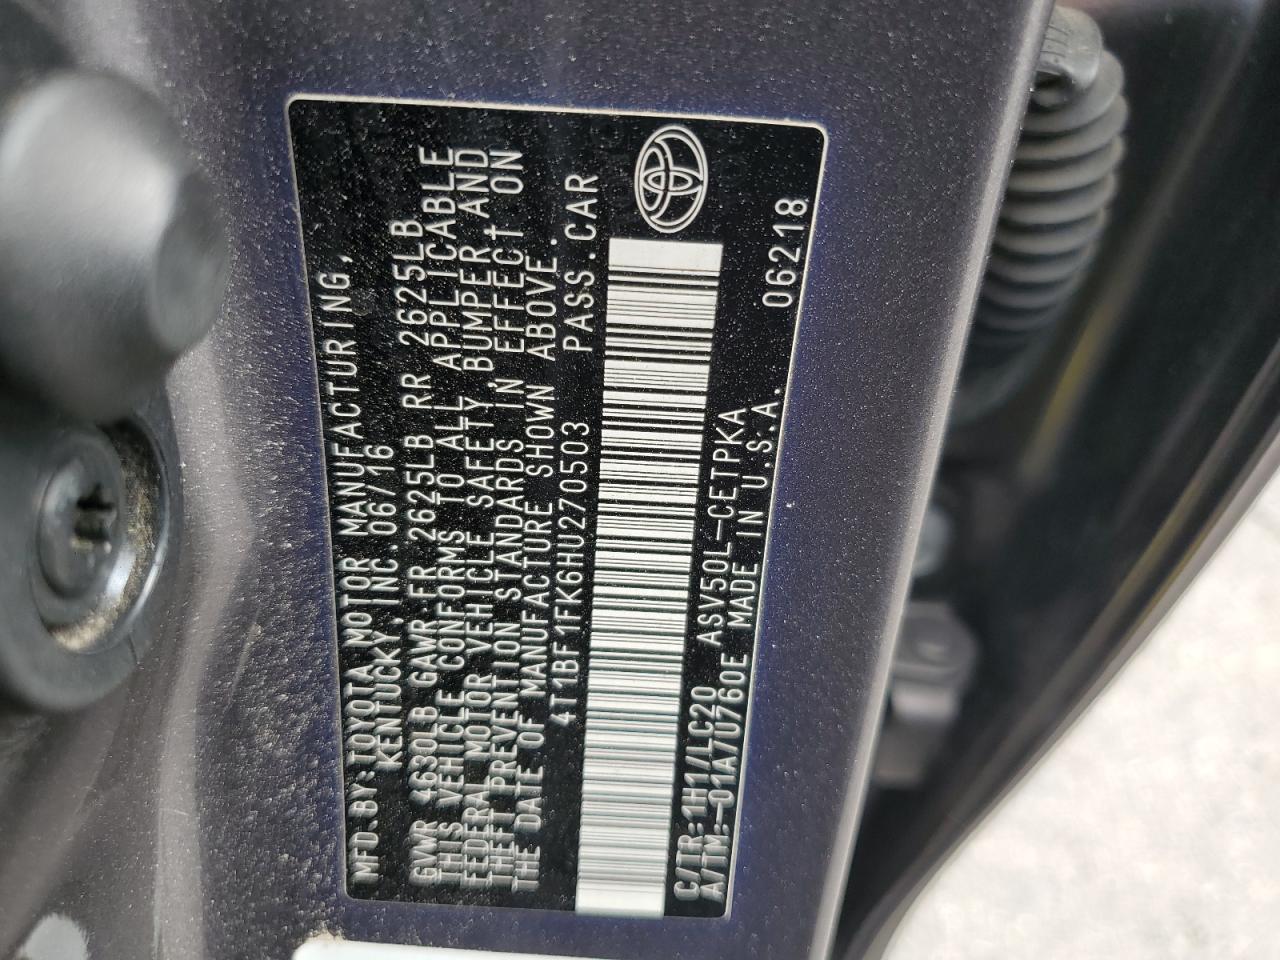 MFD.BY:TOYOTA MOTOR MANUFACTURING,
KENTUCKY, INC.06/16
GVWR 4630LB GAWR FR 2625LB RR 2625LB
THIS VEHICLE CONFORMS TO ALL APPLICABLE
FEDERAL MOTOR VEHICLE SAFETY, BUMPER, AND
THEFT PREVENTION STANDARDS IN EFFECT ON
THE DATE OF MANUFACTURE SHOWN ABOVE.
4T1BF1FK6HU270503 PASS.CAR
C/TR:1H1/LC20 ASV50L-CETPKA 06218
A/TM:-01A/U760E MADE IN U.S.A.